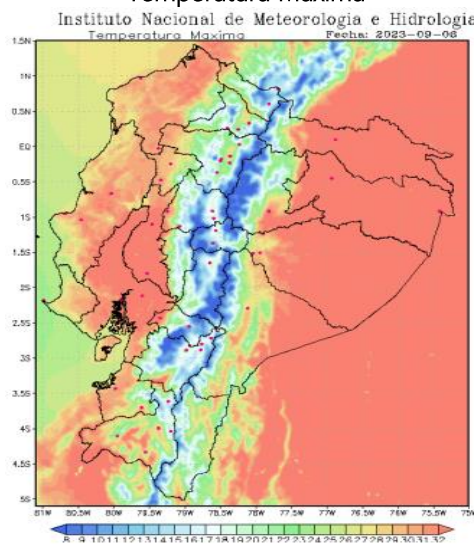 Temperatura máxima
Instituto Nacional de Meteorologia e Hidrologia
Temperatura Maxima Fecha: 2023-09-06
1.5N
1N
0.5N
EQ
0.5S
1S
1.5S
2S
2.5S
3S
3.5S
4S
4.5S
5S
81W 80.5W 80W 79.5W 79W 78.5W 78W 77.5W 77W 76.5W 76W 75.5W 75W
8 9 10 11 12 13 14 15 16 17 18 19 20 21 22 23 24 25 26 27 28 29 30 31 32